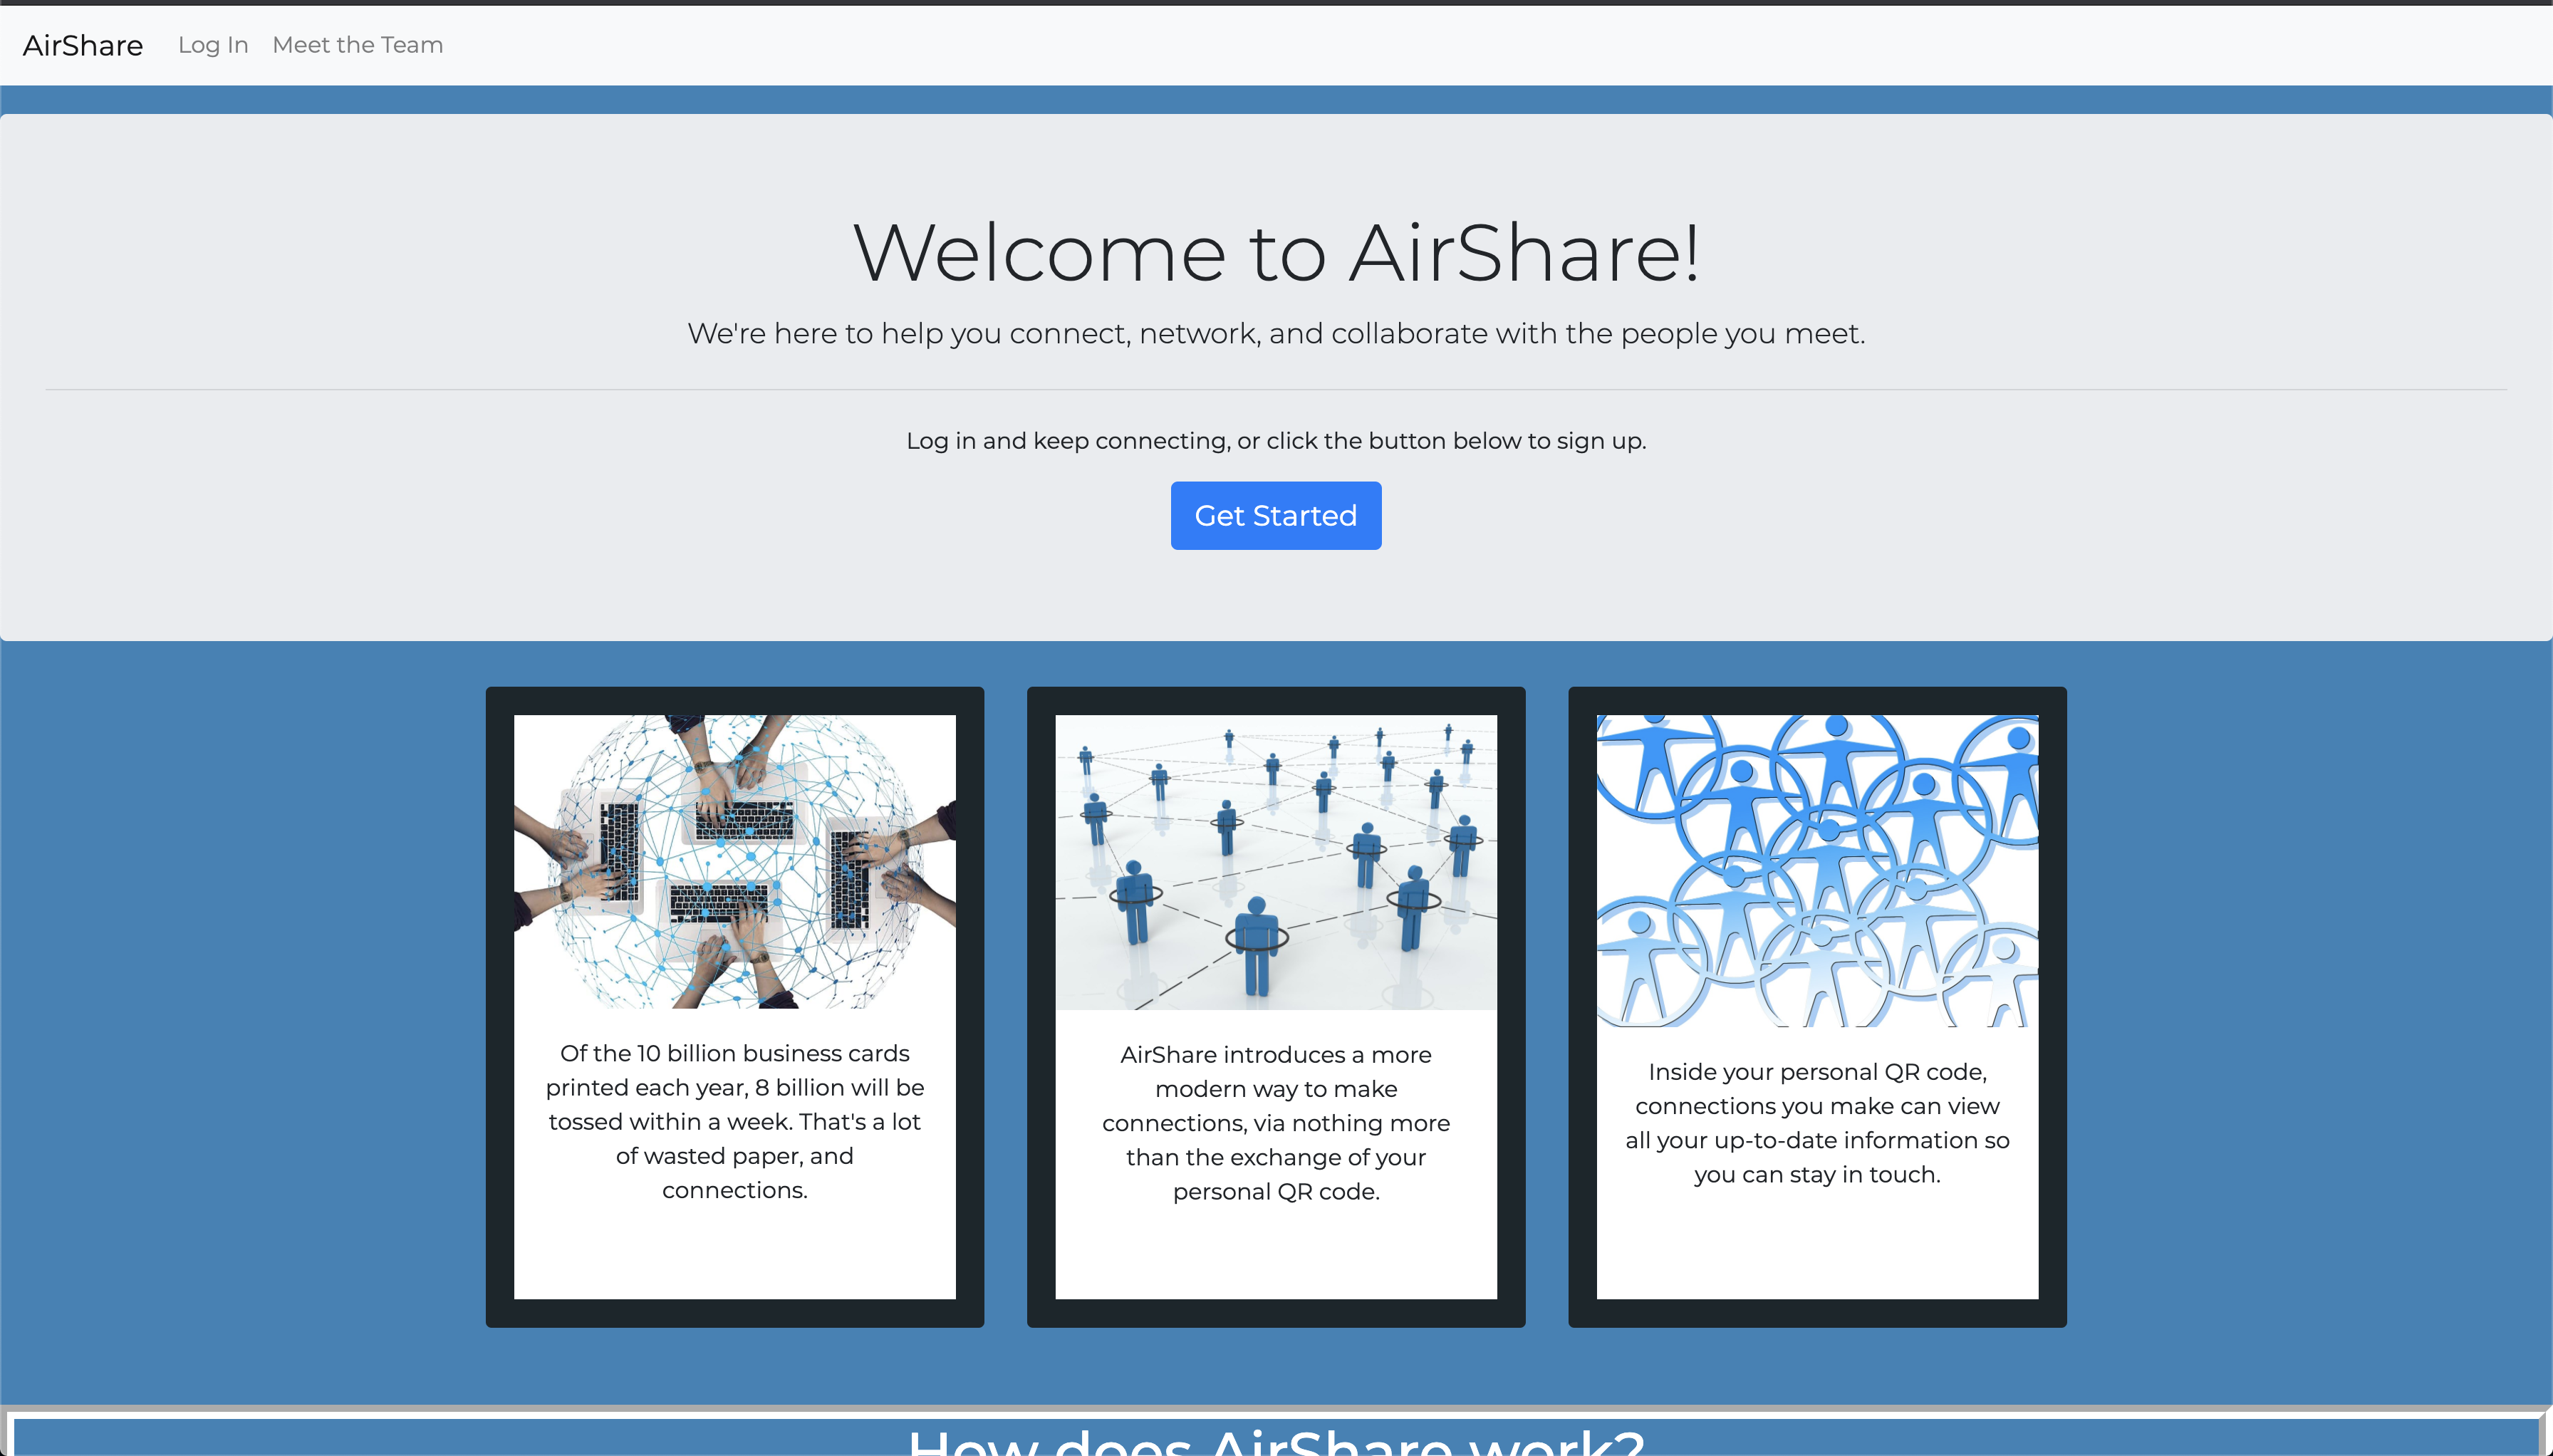 AirShare Log In Meet the Team
Welcome to AirShare!
We're here to help you connect, network, and collaborate with the people you meet.
Log in and keep connecting, or click the button below to sign up.
Get Started
Of the 10 billion business cards
printed each year, 8 billion will be
tossed within a week. That's a lot
of wasted paper, and
connections.
AirShare introduces a more
modern way to make
connections, via nothing more
than the exchange of your
personal QR code.
Inside your personal QR code,
connections you make can view
all your up-to-date information so
you can stay in touch.
How does AirShare work?